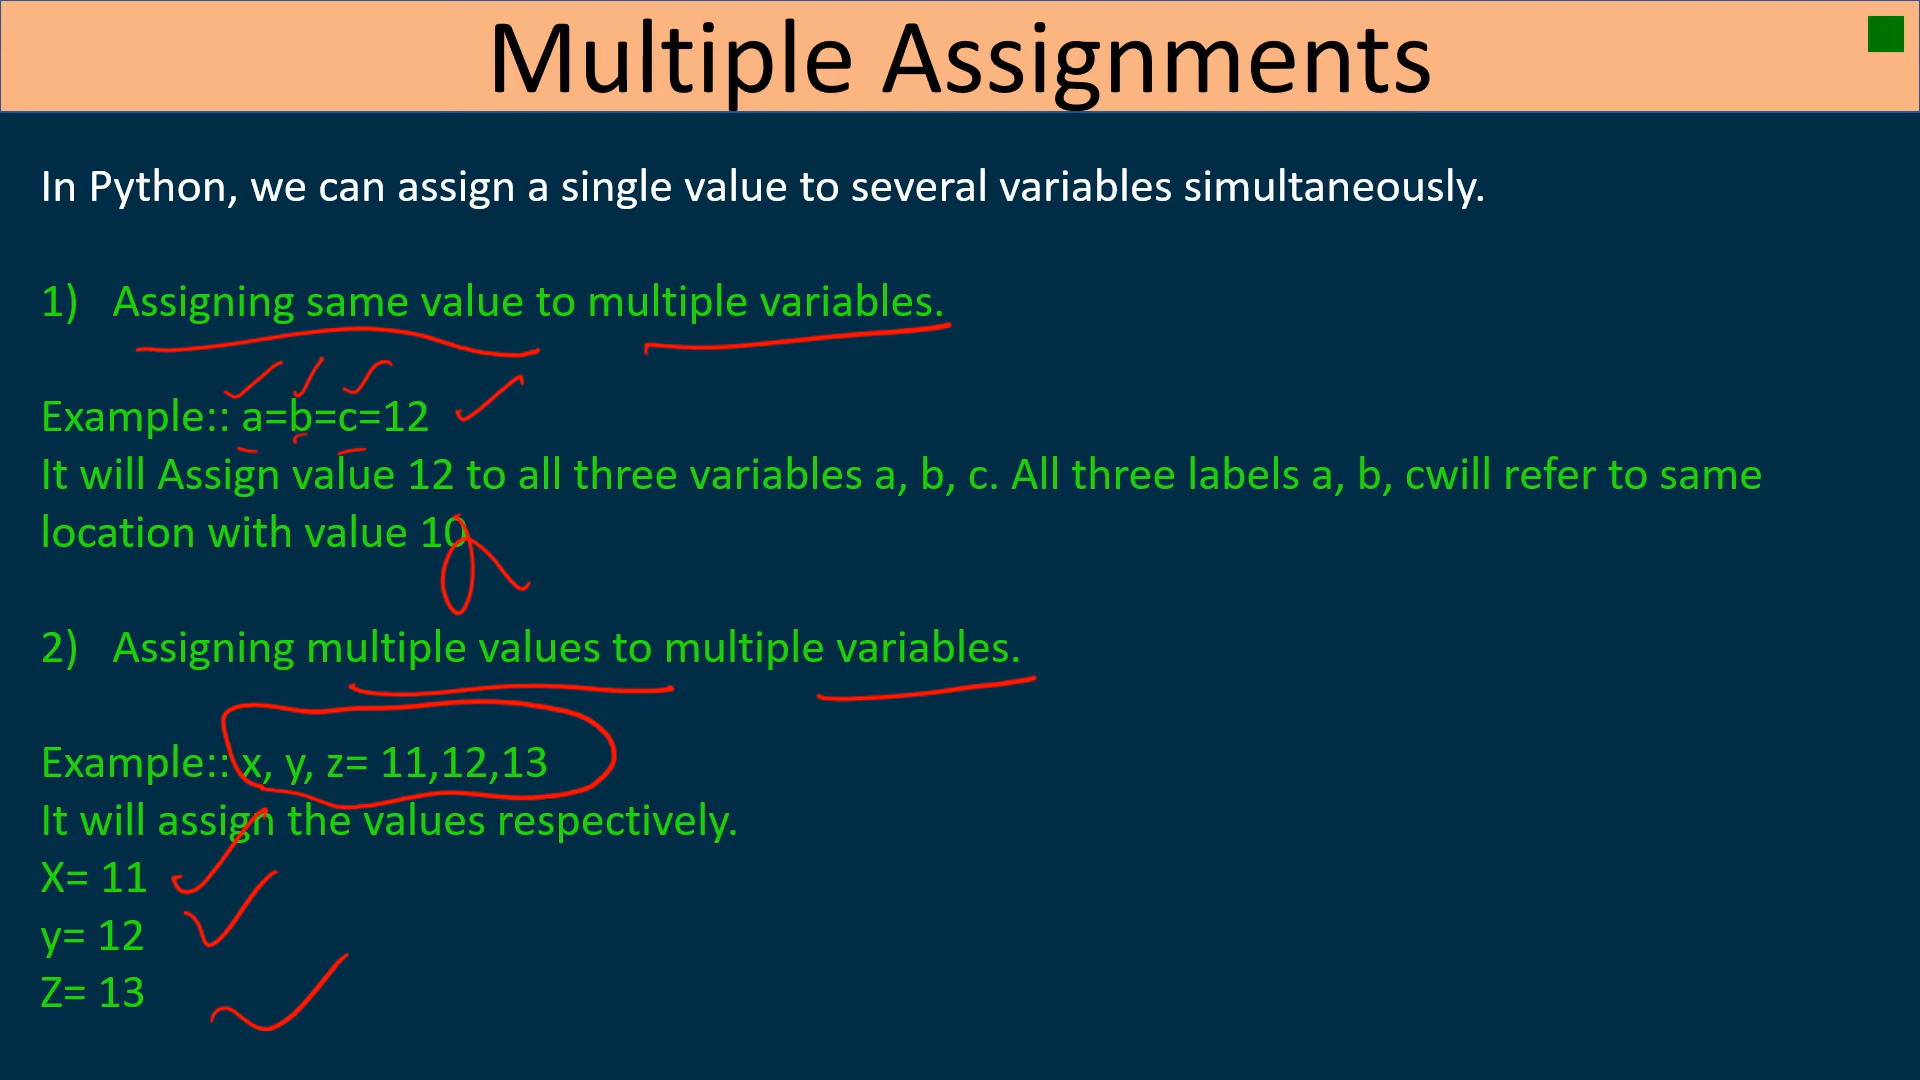 Multiple Assignments
In Python, we can assign a single value to several variables simultaneously.
1) Assigning same value to multiple variables.
Example:: a=b=c=12
It will Assign value 12 to all three variables a, b, c. All three labels a, b, cwill refer to same
location with value 10
2) Assigning multiple values to multiple variables.
Example:: x, y, z= 11,12,13
It will assign the values respectively.
X= 11
y= 12
Z= 13